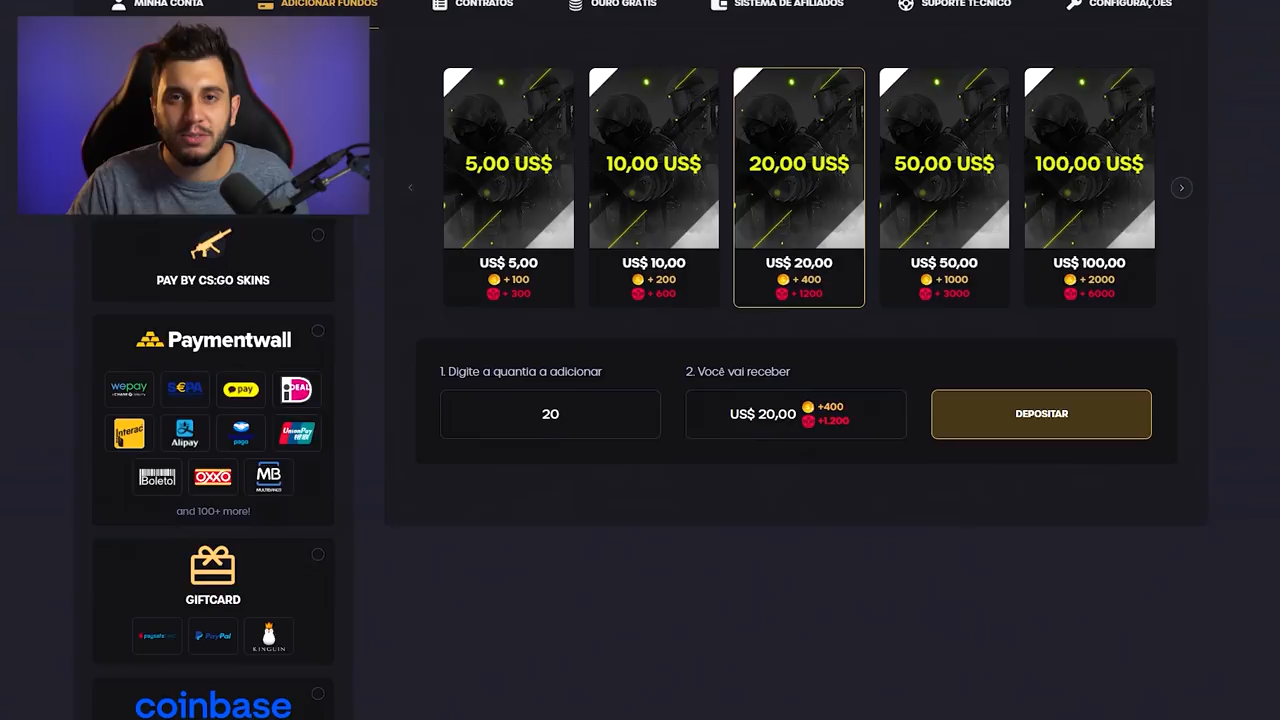 MINHA CONTA
ADICIONAR FUNDOS
CONTRATOS
OURO GRÁTIS
SISTEMA DE AFILIADOS
SUPORTE TÉCNICO
CONFIGURAÇÕES
5,00 US$
10,00 US$
20,00 US$
50,00 US$
100,00 US$
US$ 5,00
+ 100
+ 300
US$ 10,00
+ 200
+ 600
US$ 20,00
+ 400
+ 1200
US$ 50,00
+ 1000
+ 3000
US$ 100,00
+ 2000
+ 6000
PAY BY CS:GO SKINS
Paymentwall
wepay
SEPA
pay
iDEAL
Interac
Alipay
pago
UnionPay
Boleto
OXXO
MB
MULTIBANCO
and 100+ more!
GIFTCARD
paysafecard
PayPal
KINGUIN
coinbase
1. Digite a quantia a adicionar
20
2. Você vai receber
US$ 20,00
+400
+1.200
DEPOSITAR